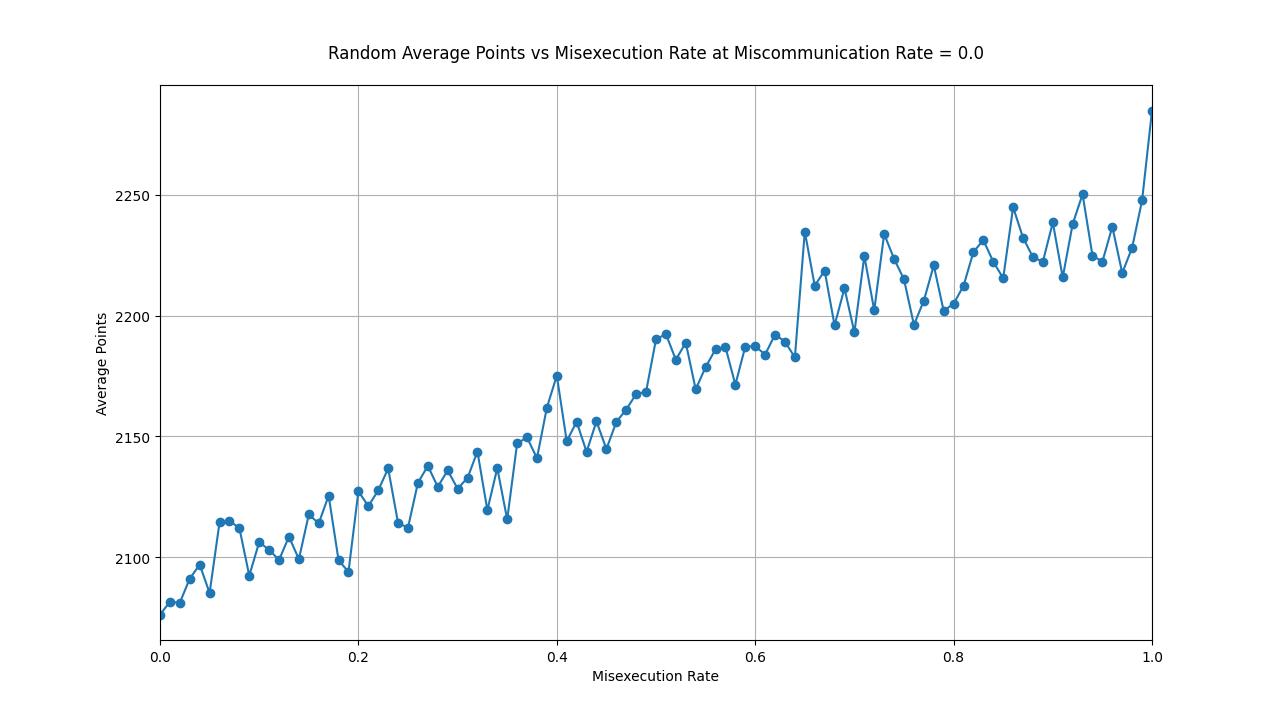 Random Average Points vs Misexecution Rate at Miscommunication Rate = 0.0
2250
2200
2150
2100
Average Points
0.0 0.2 0.4 0.6 0.8 1.0
Misexecution Rate